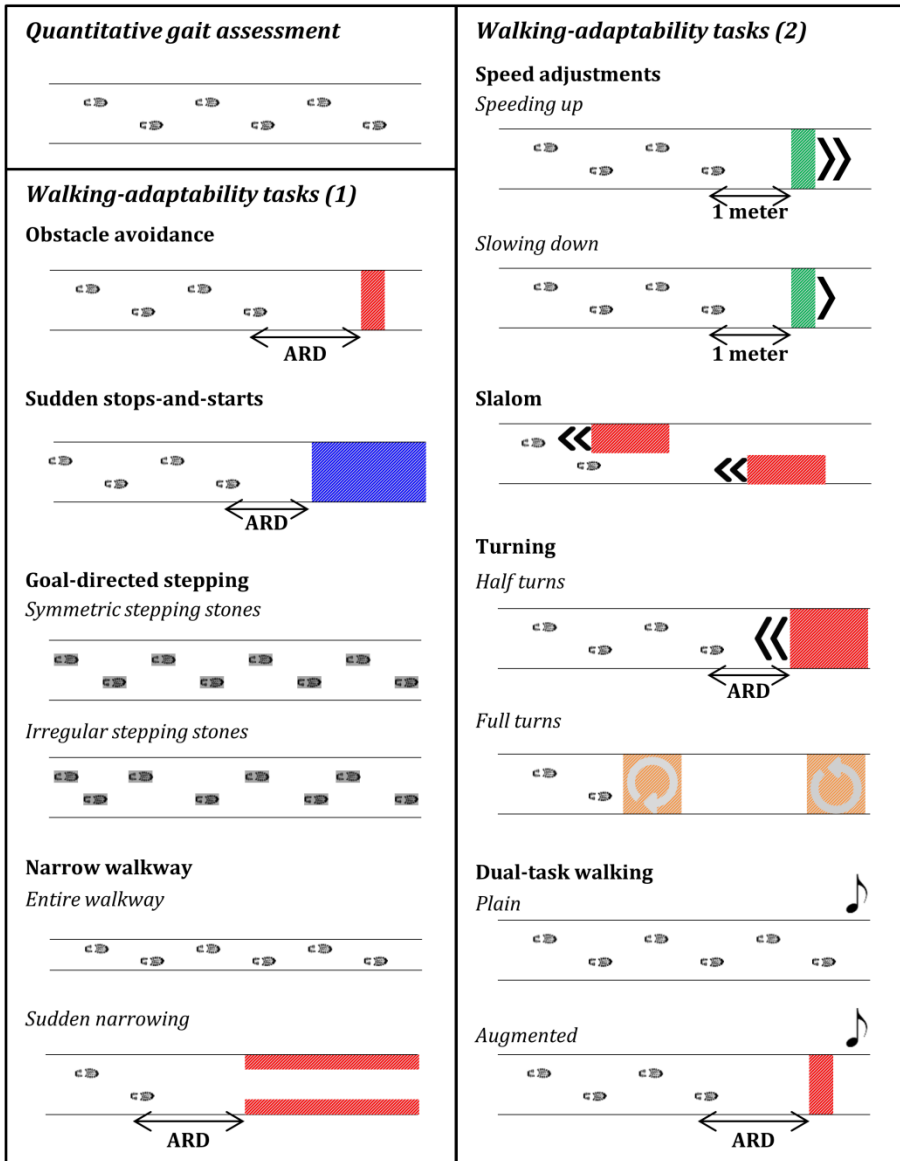 Quantitative gait assessment
Walking-adaptability tasks (1)
Obstacle avoidance
ARD
Sudden stops-and-starts
ARD
Goal-directed stepping
Symmetric stepping stones
Irregular stepping stones
Narrow walkway
Entire walkway
Sudden narrowing
ARD
Walking-adaptability tasks (2)
Speed adjustments
Speeding up
1 meter
Slowing down
1 meter
Slalom
Turning
Half turns
ARD
Full turns
Dual-task walking
Plain
Augmented
ARD